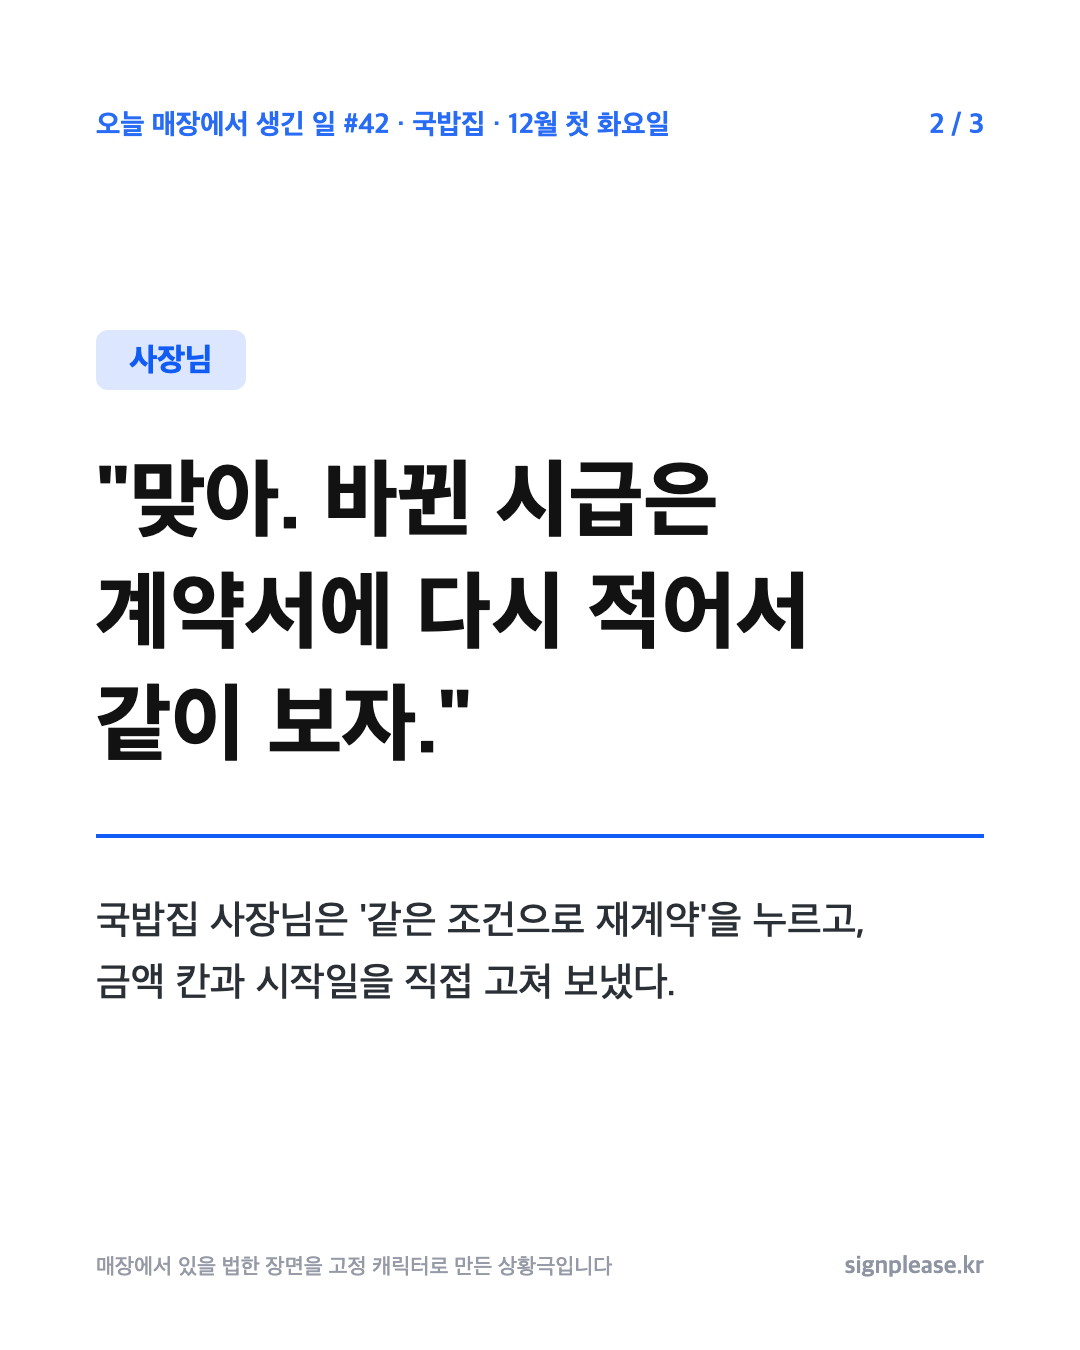 오늘 매장에서 생긴 일 #42 · 국밥집 · 12월 첫 화요일
2 / 3
사장님
"맞아. 바뀐 시급은
계약서에 다시 적어서
같이 보자."
국밥집 사장님은 '같은 조건으로 재계약'을 누르고,
금액 칸과 시작일을 직접 고쳐 보냈다.
매장에서 있을 법한 장면을 고정 캐릭터로 만든 상황극입니다
signplease.kr